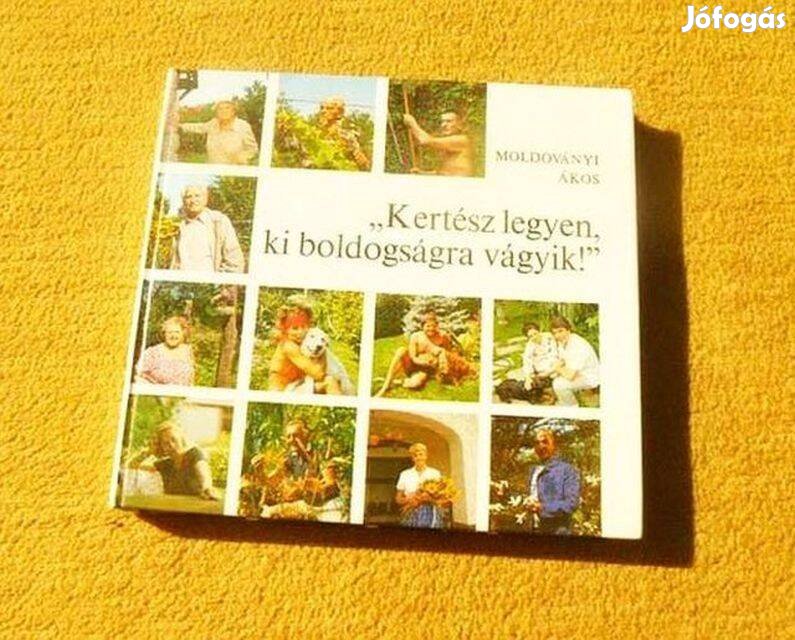 Jófogás
MOLDOVÁNYI
ÁKOS
„Kertész legyen,
ki boldogságra vágyik!”